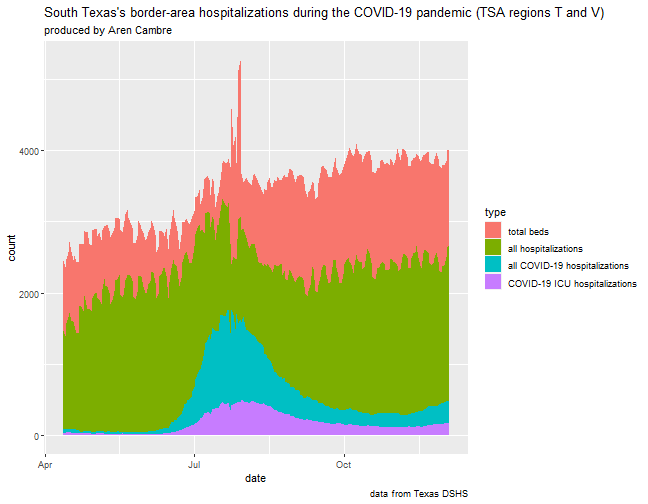 South Texas's border-area hospitalizations during the COVID-19 pandemic (TSA regions T and V)
produced by Aren Cambre
count
4000
2000
0
Apr
Jul
Oct
date
type
total beds
all hospitalizations
all COVID-19 hospitalizations
COVID-19 ICU hospitalizations
data from Texas DSHS